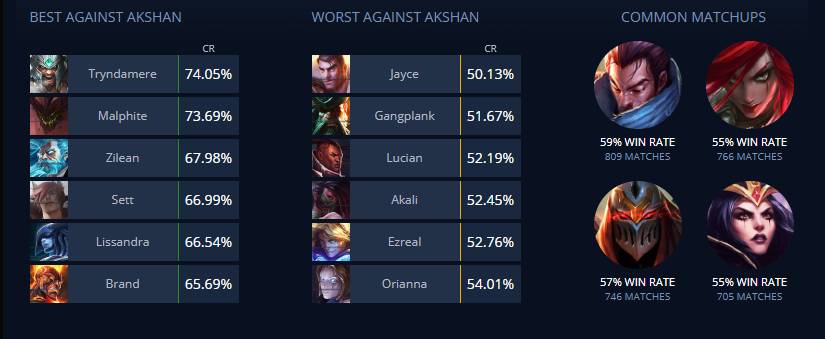 BEST AGAINST AKSHAN
CR
Tryndamere 74.05%
Malphite 73.69%
Zilean 67.98%
Sett 66.99%
Lissandra 66.54%
Brand 65.69%
WORST AGAINST AKSHAN
CR
Jayce 50.13%
Gangplank 51.67%
Lucian 52.19%
Akali 52.45%
Ezreal 52.76%
Orianna 54.01%
COMMON MATCHUPS
59% WIN RATE
809 MATCHES
55% WIN RATE
766 MATCHES
57% WIN RATE
746 MATCHES
55% WIN RATE
705 MATCHES